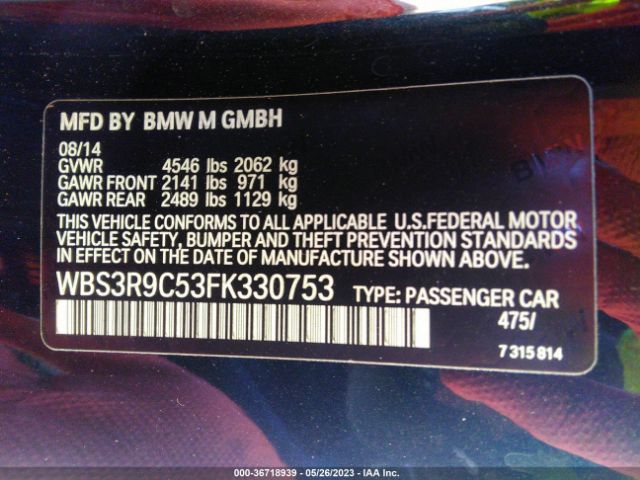 MFD BY BMW M GMBH
08/14
GVWR 4546 lbs 2062 kg
GAWR FRONT 2141 lbs 971 kg
GAWR REAR 2489 lbs 1129 kg
THIS VEHICLE CONFORMS TO ALL APPLICABLE U.S.FEDERAL MOTOR
VEHICLE SAFETY, BUMPER AND THEFT PREVENTION STANDARDS
IN EFFECT ON THE DATE OF MANUFACTURE SHOWN ABOVE.
WBS3R9C53FK330753 TYPE: PASSENGER CAR
475/
7 315 814
000-36718939 - 05/26/2023 - IAA Inc.